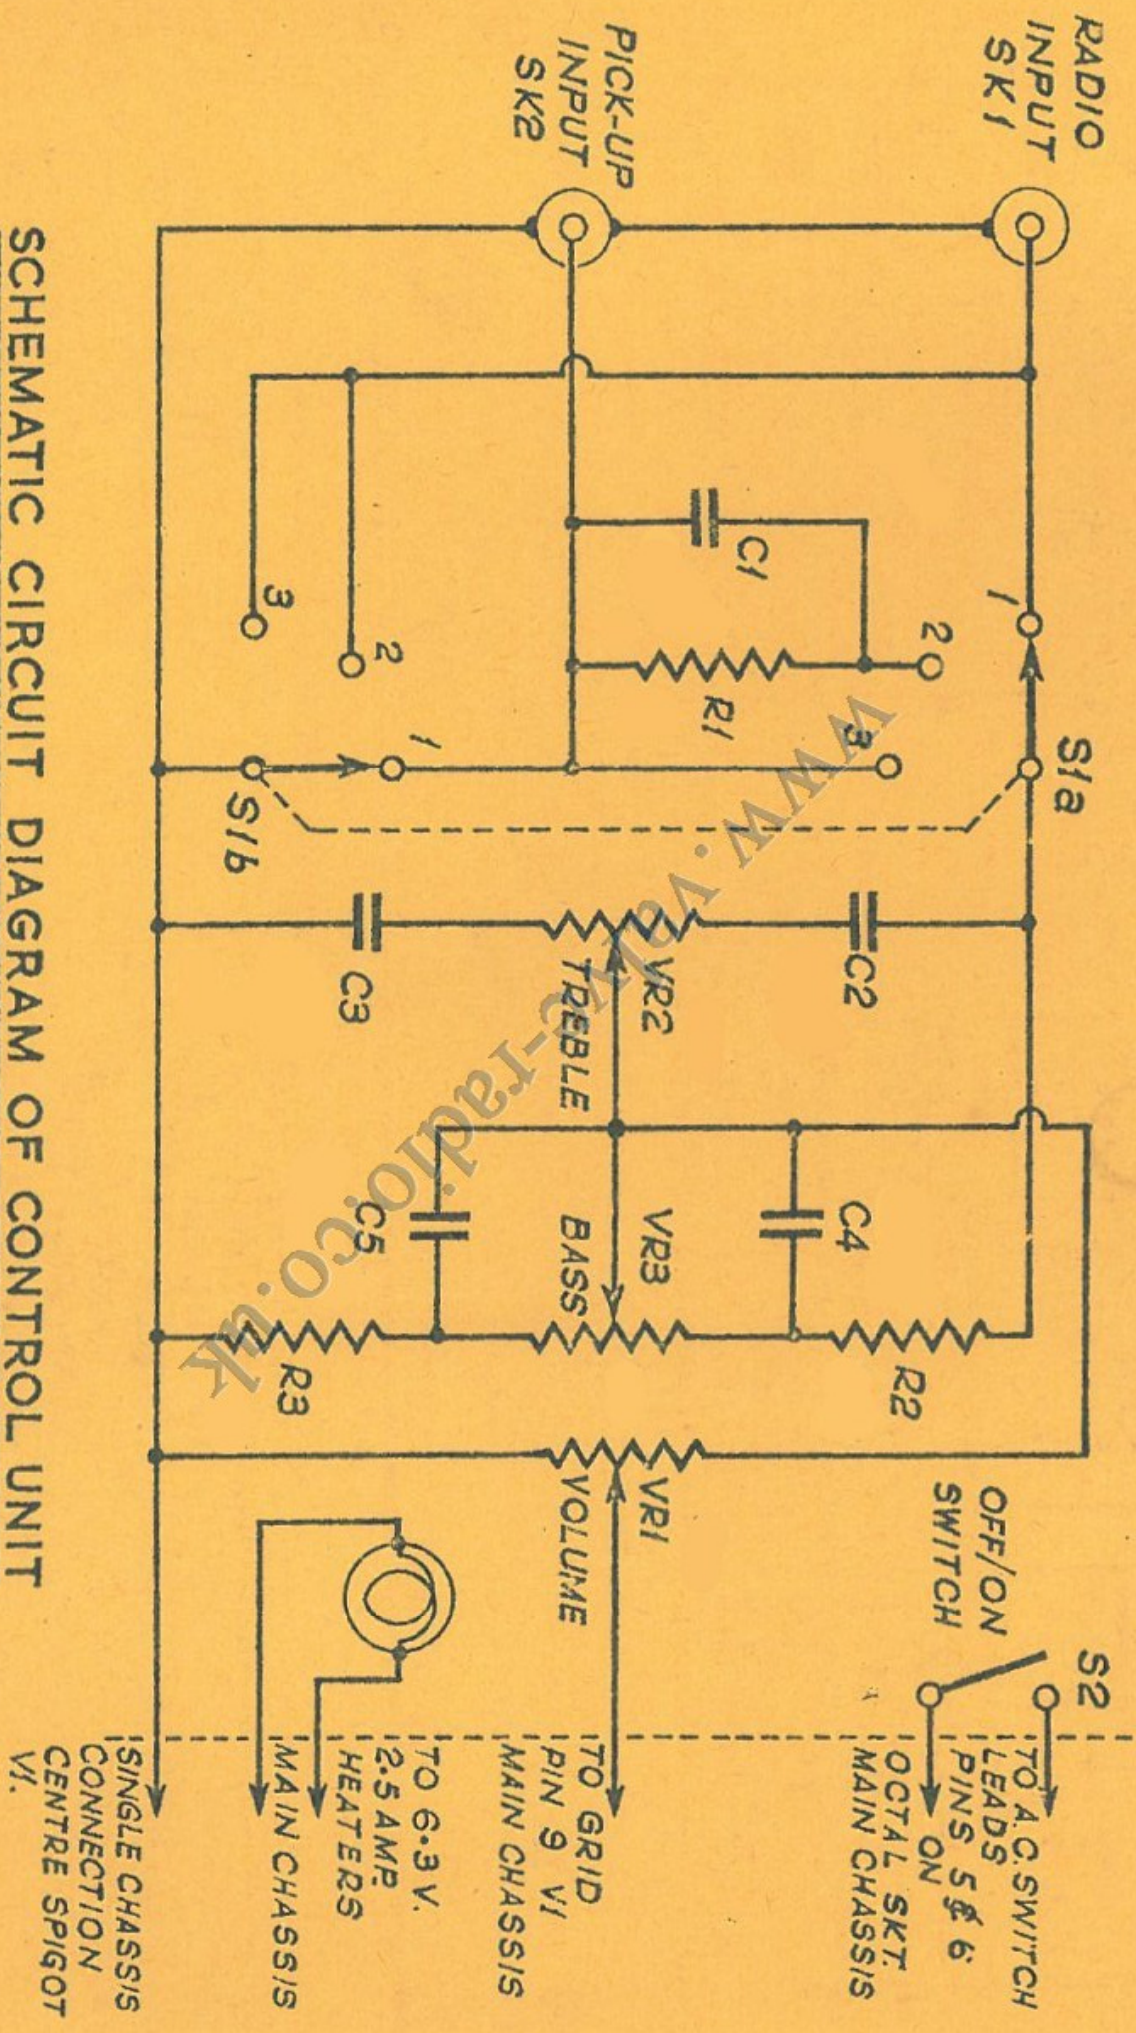 RADIO
INPUT
SK1
PICK-UP
INPUT
SK2
1
S1a
2
3
C1
R1
1
2
3
S1b
C2
VR2
TREBLE
C3
C4
VR3
BASS
C5
R2
R3
VR1
VOLUME
OFF/ON
SWITCH
S2
TO A.C. SWITCH
LEADS
PINS 5 & 6
ON
OCTAL SKT.
MAIN CHASSIS
TO GRID
PIN 9 V1
MAIN CHASSIS
TO 6·3 V.
2·5 AMP.
HEATERS
MAIN CHASSIS
SINGLE CHASSIS
CONNECTION
CENTRE SPIGOT
V1.
SCHEMATIC CIRCUIT DIAGRAM OF CONTROL UNIT
www.valve-radio.co.uk